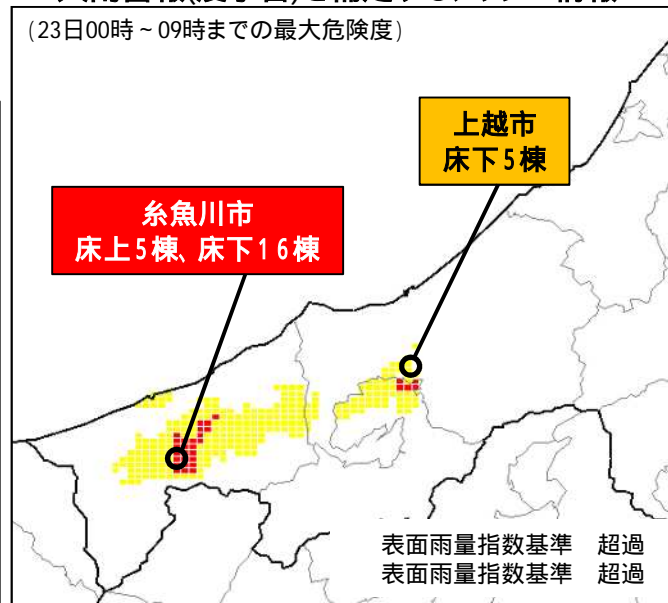 (23日00時～09時までの最大危険度)
上越市
床下5棟
糸魚川市
床上5棟、床下16棟
表面雨量指数基準　超過
表面雨量指数基準　超過